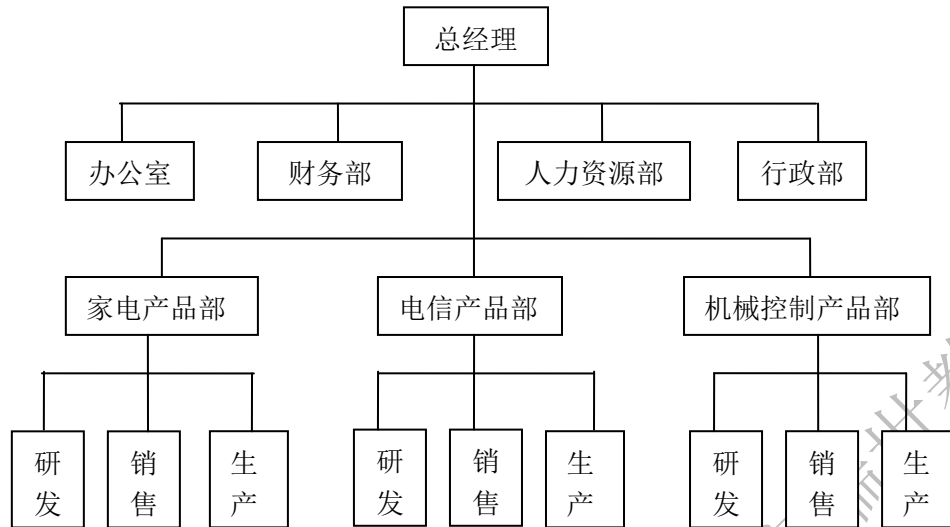 总经理
办公室 财务部 人力资源部 行政部
家电产品部 电信产品部 机械控制产品部
研发 销售 生产 研发 销售 生产 研发 销售 生产